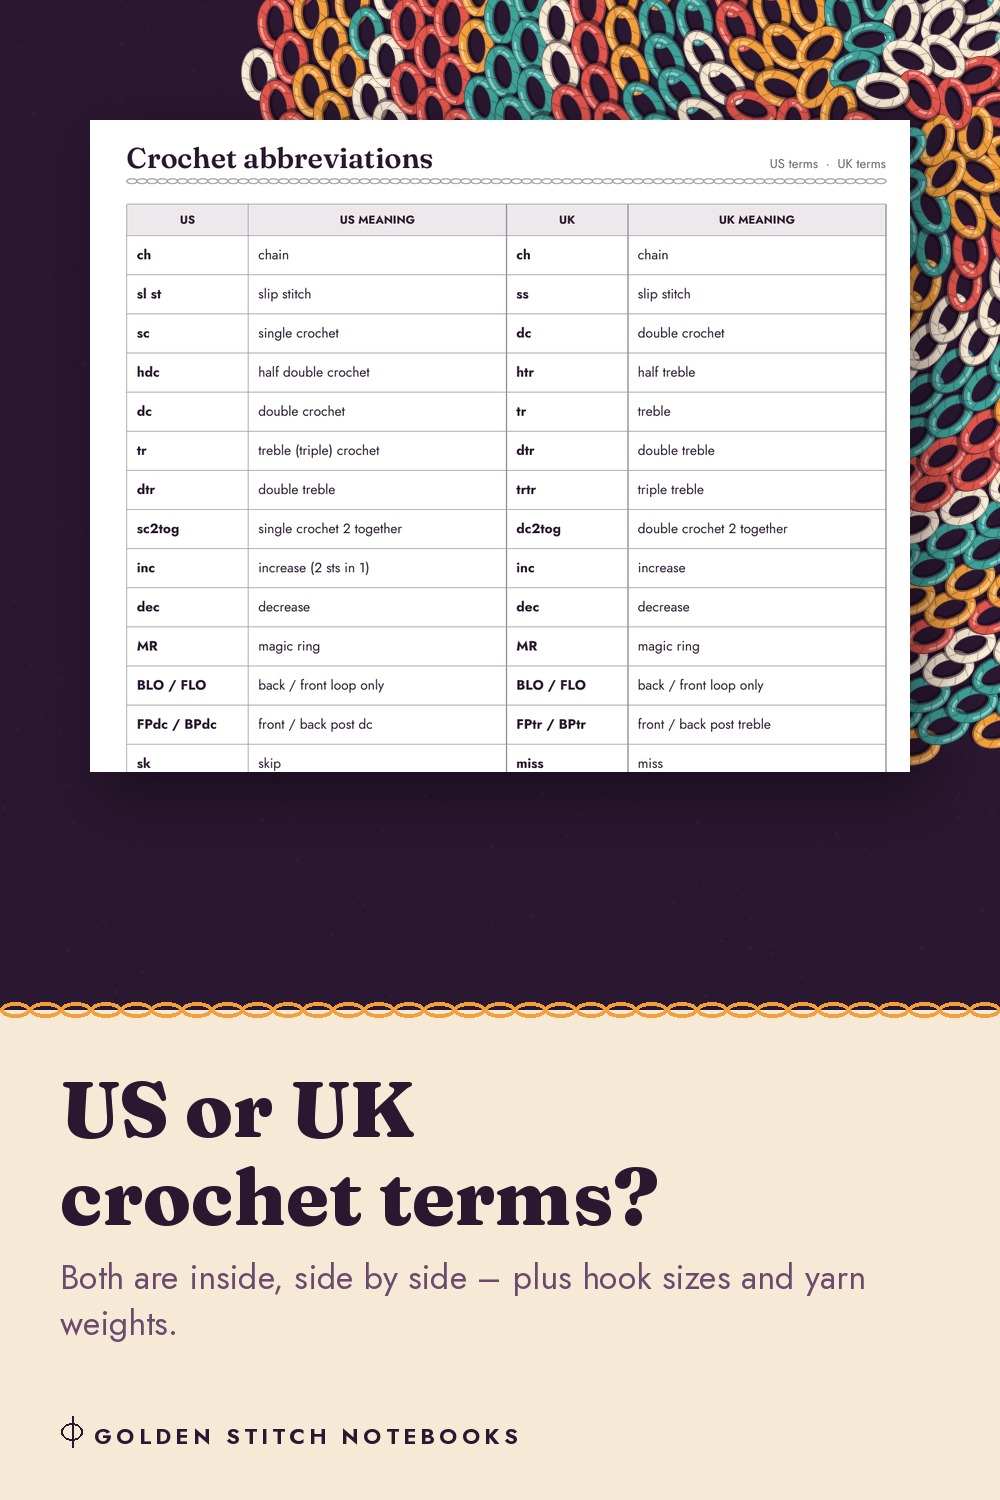 Crochet abbreviations
US terms · UK terms
US US MEANING UK UK MEANING
ch chain ch chain
sl st slip stitch ss slip stitch
sc single crochet dc double crochet
hdc half double crochet htr half treble
dc double crochet tr treble
tr treble (triple) crochet dtr double treble
dtr double treble trtr triple treble
sc2tog single crochet 2 together dc2tog double crochet 2 together
inc increase (2 sts in 1) inc increase
dec decrease dec decrease
MR magic ring MR magic ring
BLO / FLO back / front loop only BLO / FLO back / front loop only
FPdc / BPdc front / back post dc FPtr / BPtr front / back post treble
sk skip miss miss
US or UK
crochet terms?
Both are inside, side by side – plus hook sizes and yarn
weights.
GOLDEN STITCH NOTEBOOKS